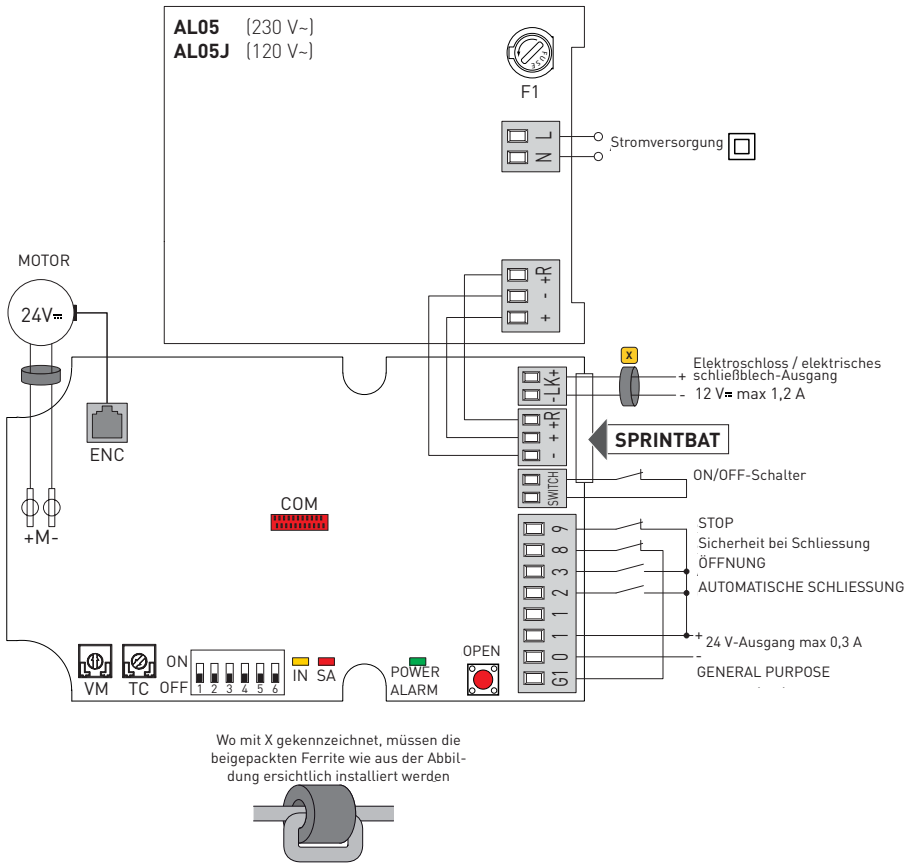 AL05 (230 V~)
AL05J (120 V~)
FUSE
F1
L
N
Stromversorgung
+R
-
+
MOTOR
24V
ENC
+M-
COM
X
-LK+
Elektroschloss / elektrisches
+ schließblech-Ausgang
- 12 V max 1,2 A
- + +R
SPRINTBAT
SWITCH
ON/OFF-Schalter
9
STOP
8
Sicherheit bei Schliessung
3
ÖFFNUNG
2
AUTOMATISCHE SCHLIESSUNG
1
1
+ 24 V-Ausgang max 0,3 A
0
-
G1
GENERAL PURPOSE
VM
TC
ON
OFF
1 2 3 4 5 6
IN SA
POWER
ALARM
OPEN
Wo mit X gekennzeichnet, müssen die
beigepackten Ferrite wie aus der Abbil-
dung ersichtlich installiert werden